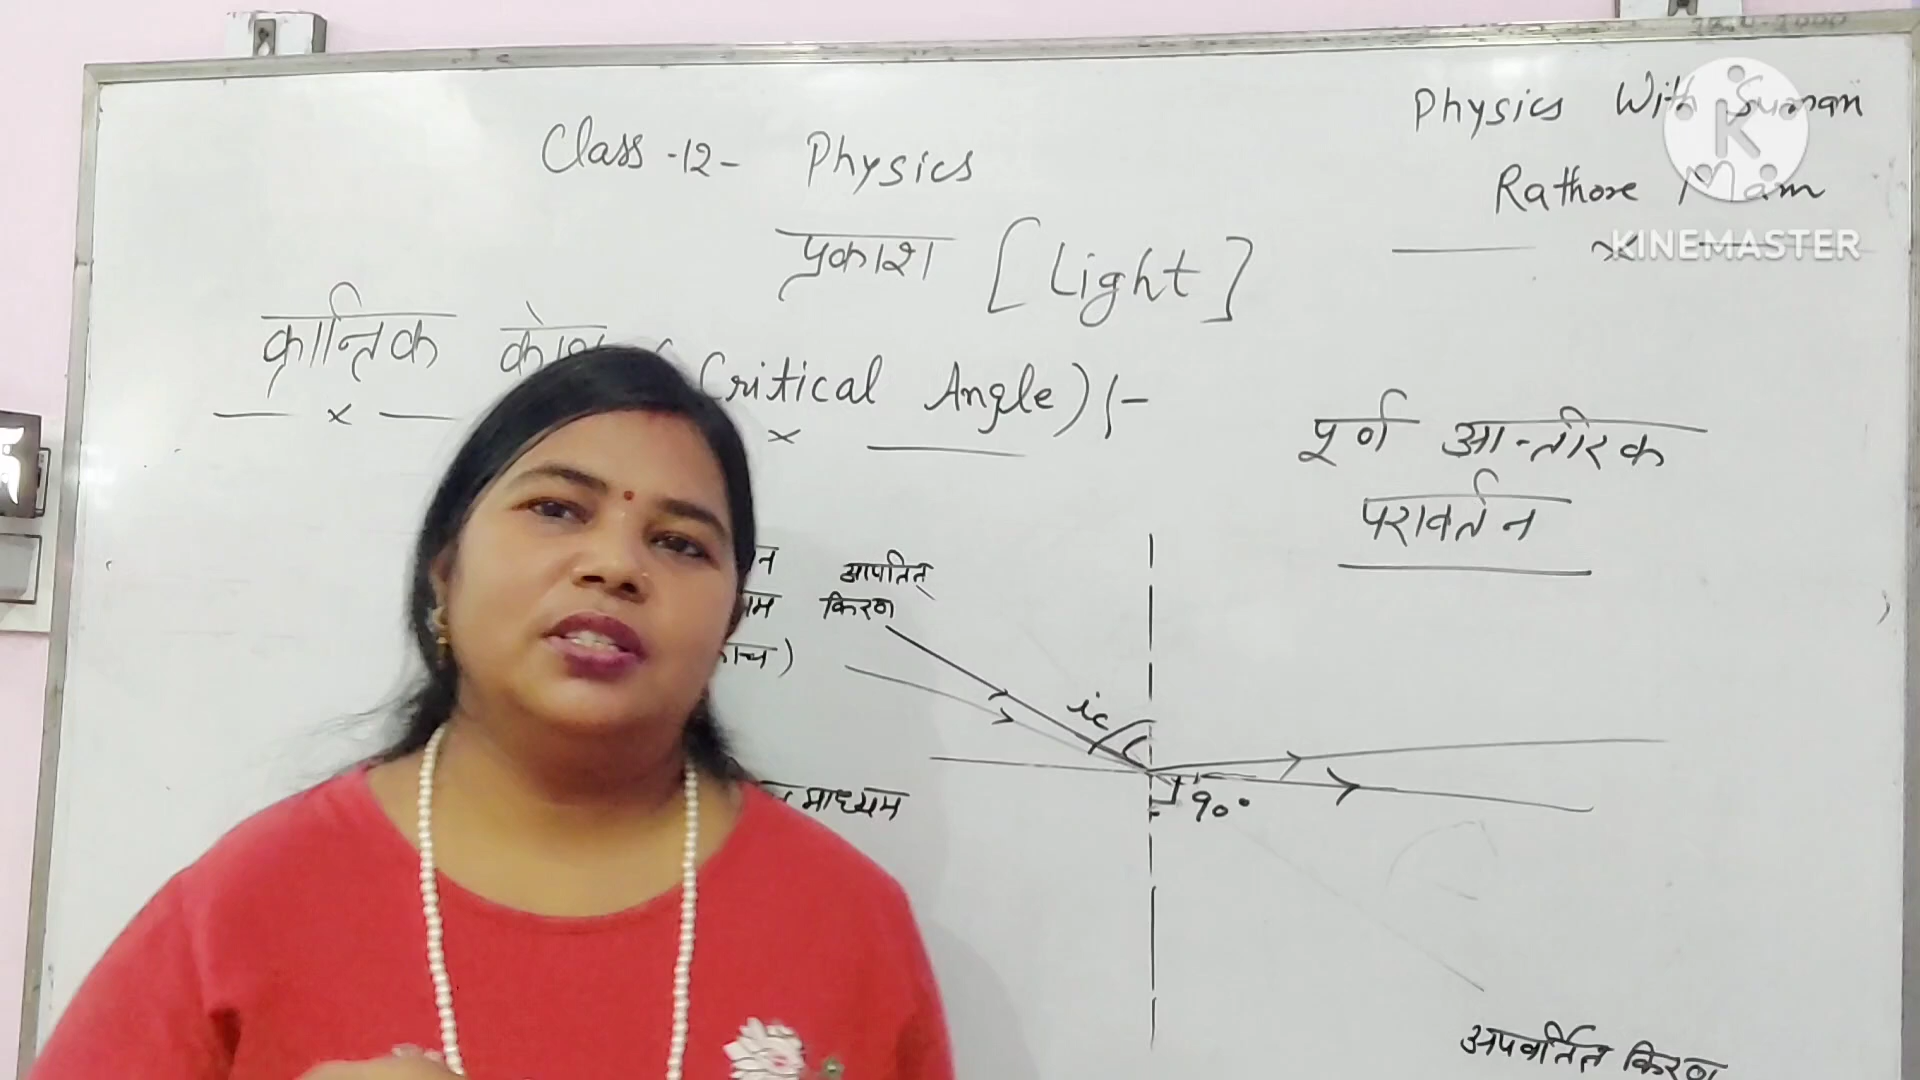 Physics With Suman
Rathore Mam
KINEMASTER
Class -12- Physics
प्रकाश [Light]
क्रान्तिक कोण (Critical Angle) :-
पूर्ण आन्तरिक
परावर्तन
आपतित
किरण
ic
90°
माध्यम
अपवर्तित किरण